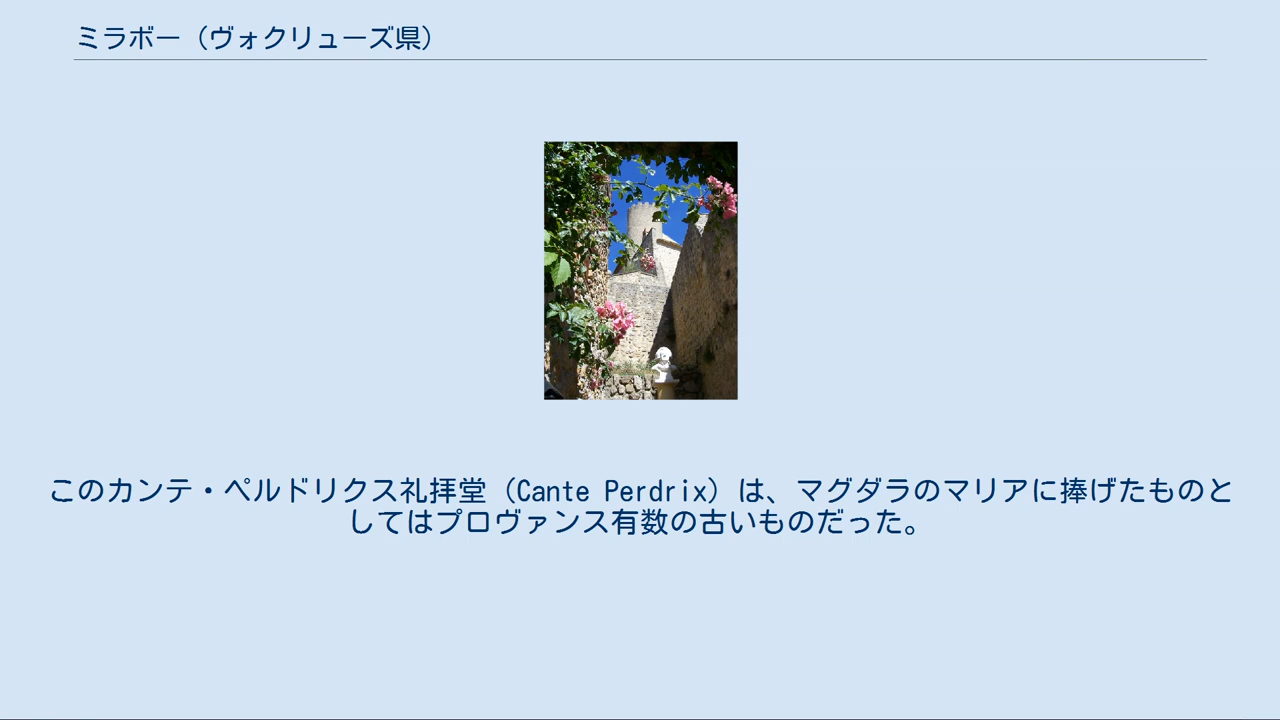 ミラボー（ヴォクリューズ県）
このカンテ・ペルドリクス礼拝堂（Cante Perdrix）は、マグダラのマリアに捧げたものと
してはプロヴァンス有数の古いものだった。